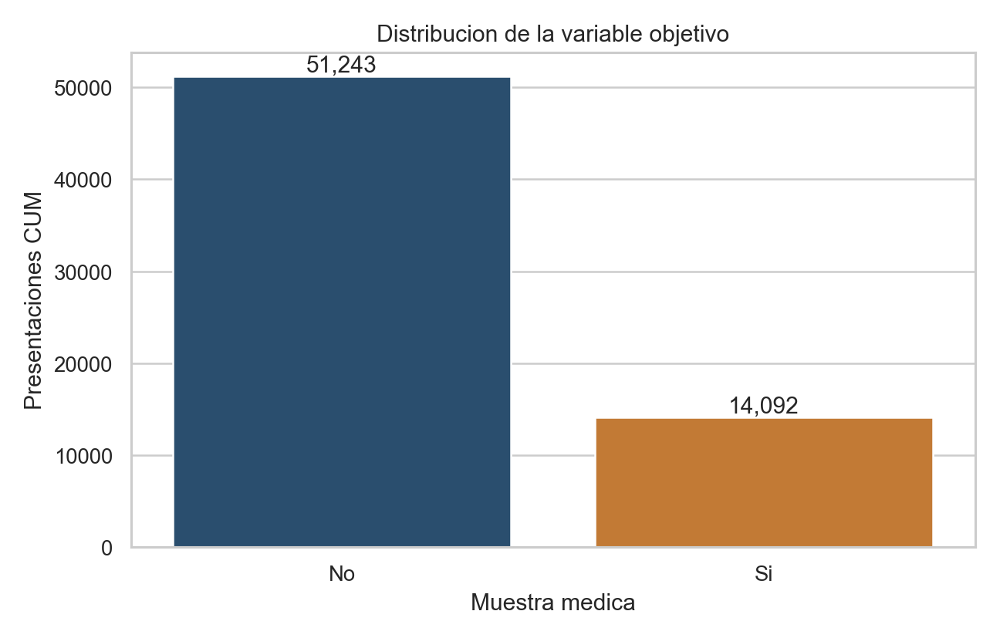 Distribucion de la variable objetivo
51,243
14,092
50000
40000
30000
20000
10000
0
Presentaciones CUM
No
Si
Muestra medica